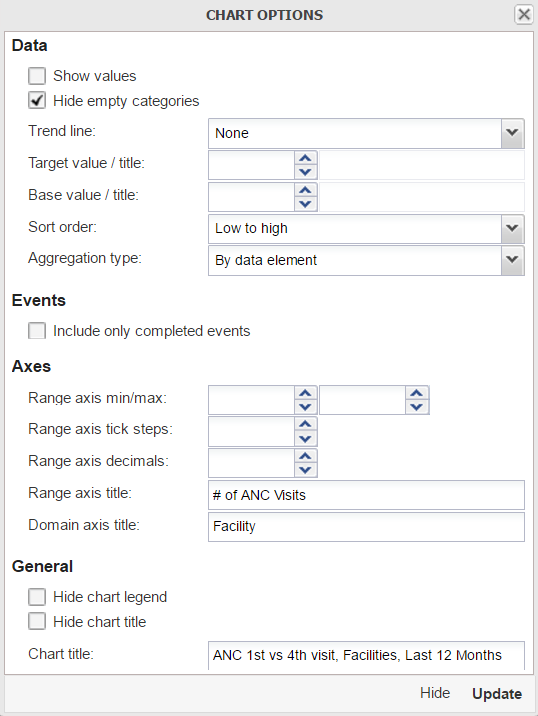 CHART OPTIONS
Data
Show values
Hide empty categories
Trend line: None
Target value / title:
Base value / title:
Sort order: Low to high
Aggregation type: By data element
Events
Include only completed events
Axes
Range axis min/max:
Range axis tick steps:
Range axis decimals:
Range axis title: # of ANC Visits
Domain axis title: Facility
General
Hide chart legend
Hide chart title
Chart title: ANC 1st vs 4th visit, Facilities, Last 12 Months
Hide Update